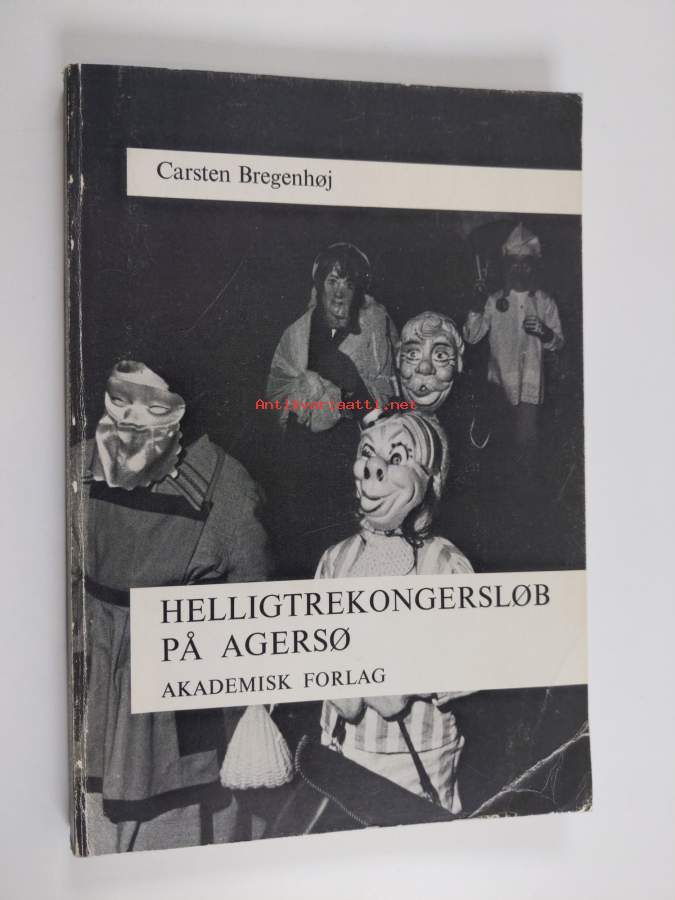 Carsten Bregenhøj
Antikvariaatti.net
HELLIGTREKONGERSLØB
PÅ AGERSØ
AKADEMISK FORLAG